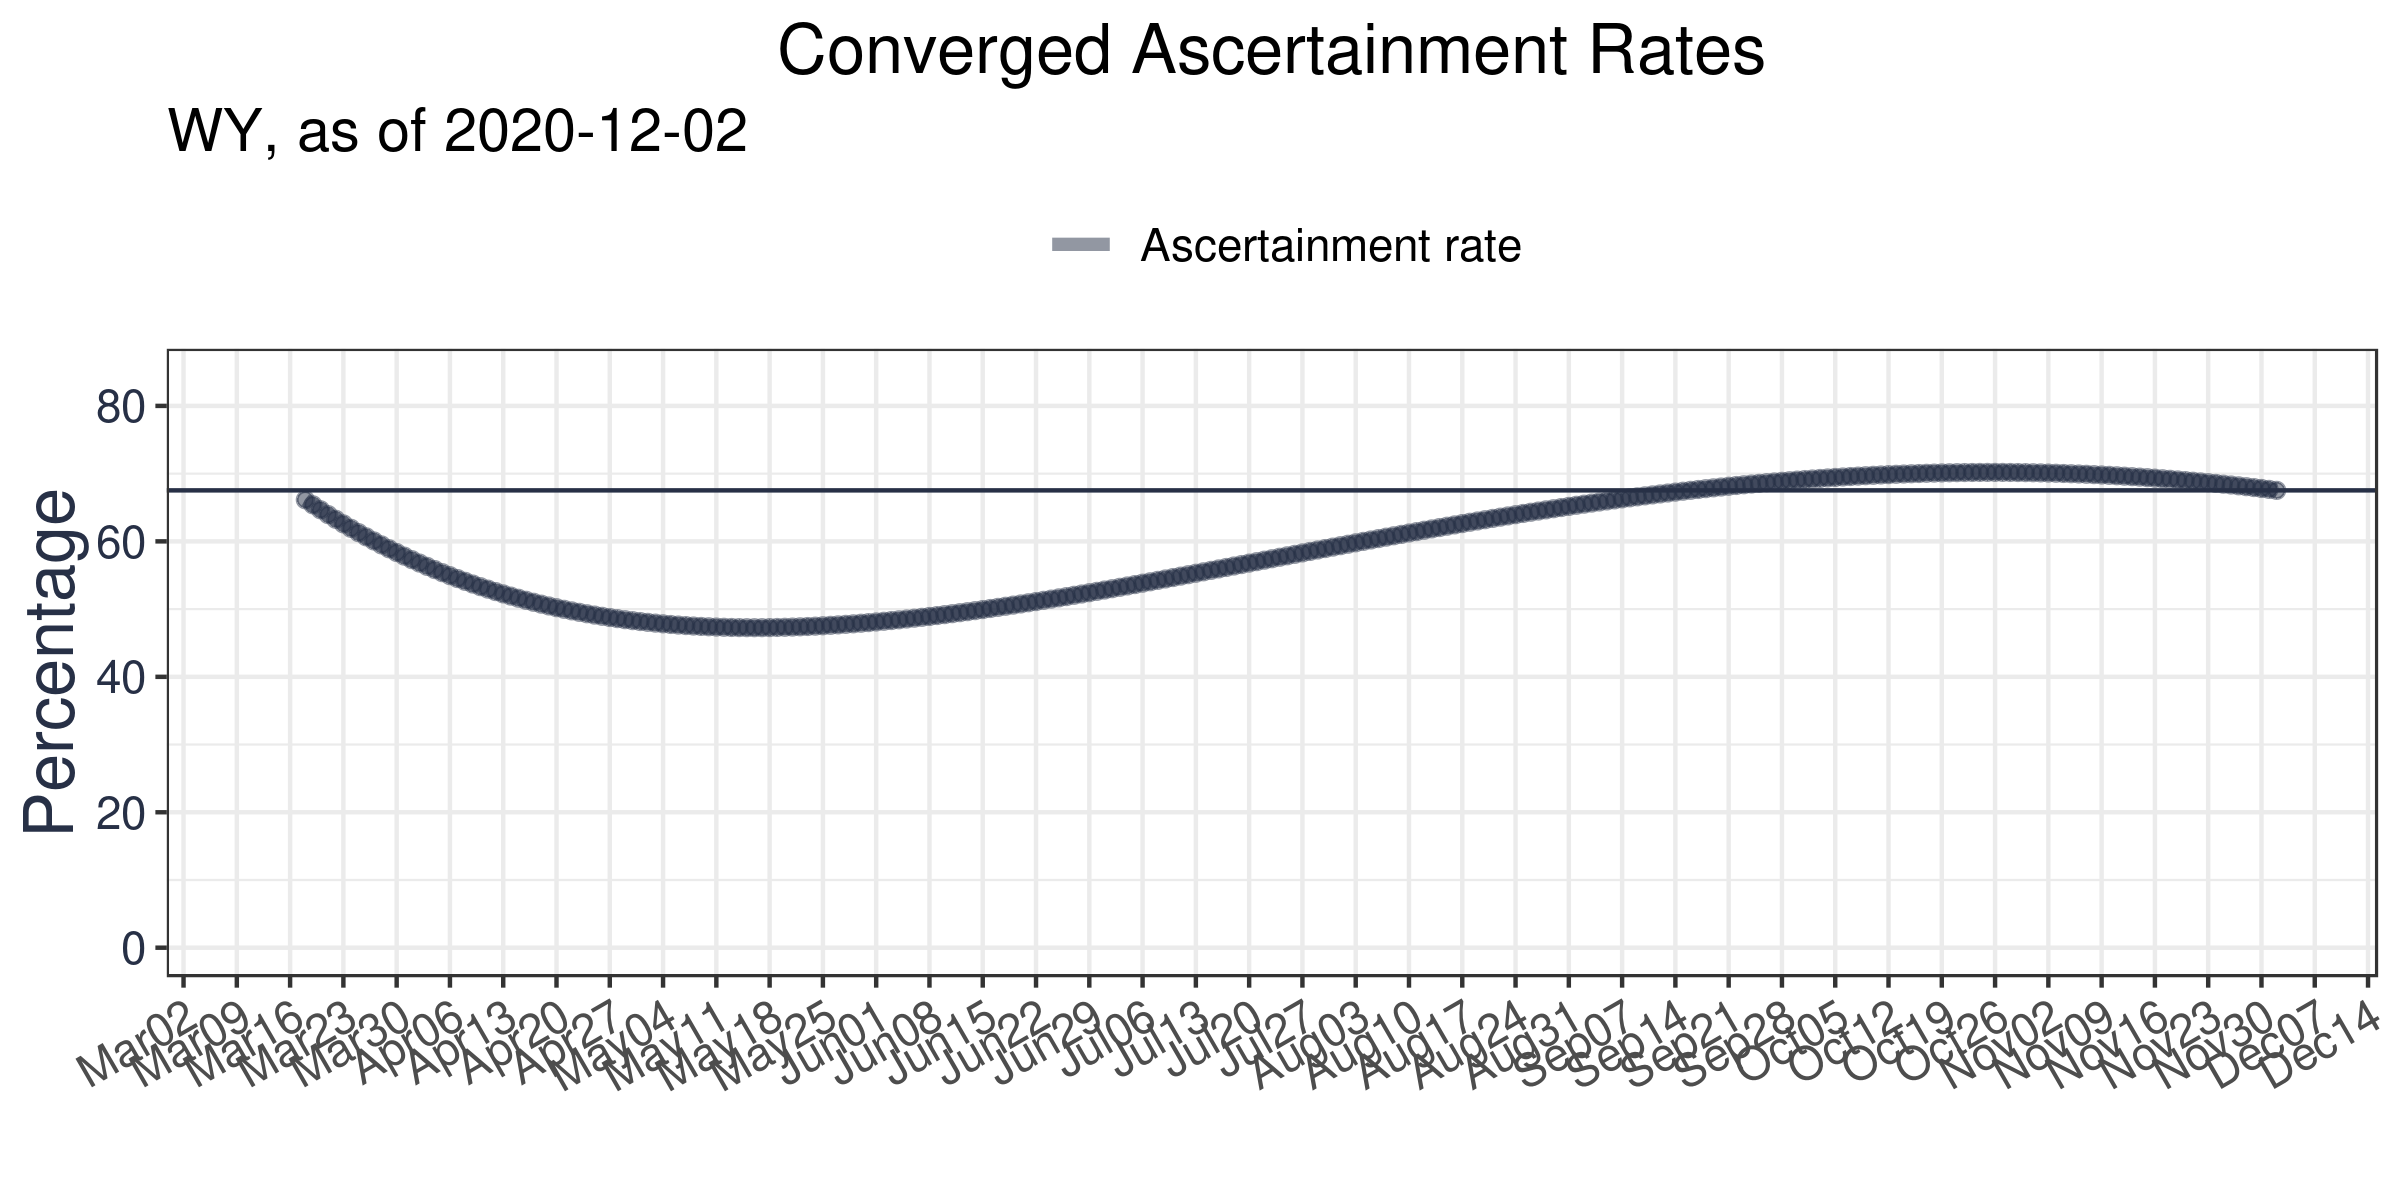 Converged Ascertainment Rates
WY, as of 2020-12-02
Ascertainment rate
Percentage
80
60
40
20
0
Mar02
Mar09
Mar16
Mar23
Mar30
Apr06
Apr13
Apr20
Apr27
May04
May11
May18
May25
Jun01
Jun08
Jun15
Jun22
Jun29
Jul06
Jul13
Jul20
Jul27
Aug03
Aug10
Aug17
Aug24
Aug31
Sep07
Sep14
Sep21
Sep28
Oct05
Oct12
Oct19
Oct26
Nov02
Nov09
Nov16
Nov23
Nov30
Dec07
Dec14